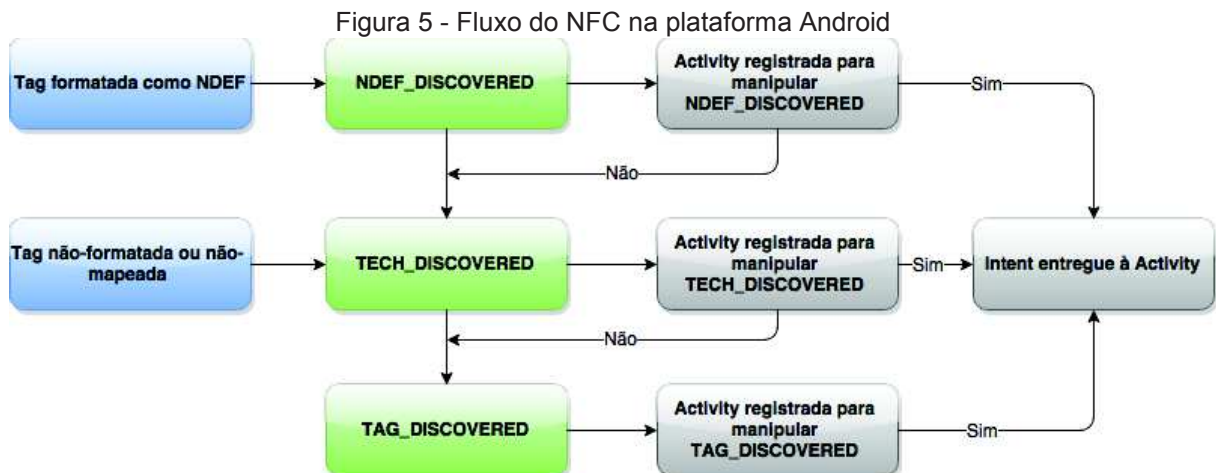 Figura 5 - Fluxo do NFC na plataforma Android
Tag formatada como NDEF
NDEF_DISCOVERED
Activity registrada para
manipular
NDEF_DISCOVERED
Sim
Não
Tag não-formatada ou não-
mapeada
TECH_DISCOVERED
Activity registrada para
manipular
TECH_DISCOVERED
Sim
Intent entregue à Activity
Não
TAG_DISCOVERED
Activity registrada para
manipular
TAG_DISCOVERED
Sim